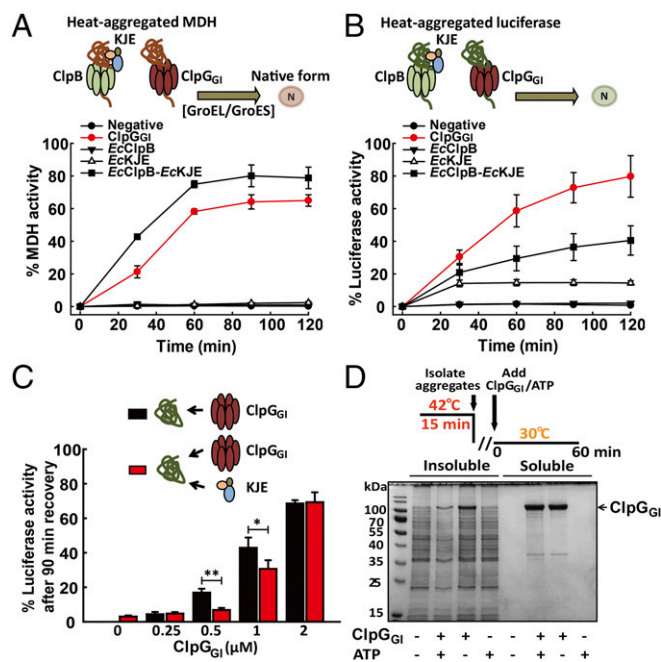 A
Heat-aggregated MDH
KJE
ClpB
ClpGGI
Native form
N
[GroEL/GroES]
Negative
ClpGGI
EcClpB
EcKJE
EcClpB-EcKJE
% MDH activity
100
80
60
40
20
0
0 20 40 60 80 100 120
Time (min)
B
Heat-aggregated luciferase
KJE
ClpB
ClpGGI
N
Negative
ClpGGI
EcClpB
EcKJE
EcClpB-EcKJE
% Luciferase activity
100
80
60
40
20
0
0 20 40 60 80 100 120
Time (min)
C
ClpGGI
ClpGGI
KJE
% Luciferase activity
after 90 min recovery
80
60
40
20
0
** *
0 0.25 0.5 1 2
ClpGGI (μM)
D
Isolate
aggregates
Add
ClpGGI/ATP
42℃
15 min
30℃
0 60 min
Insoluble Soluble
kDa
100
70
55
40
35
25
15
ClpGGI
ClpGGI - + + - - + + -
ATP - + - + - + - +